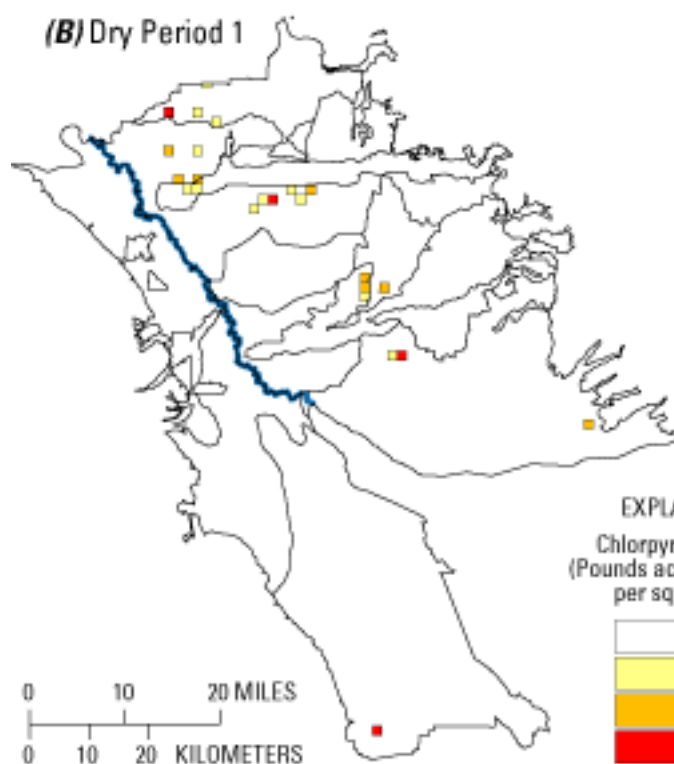 (B) Dry Period 1
EXPLA
Chlorpyr
(Pounds ac
per sq
0 10 20 MILES
0 10 20 KILOMETERS